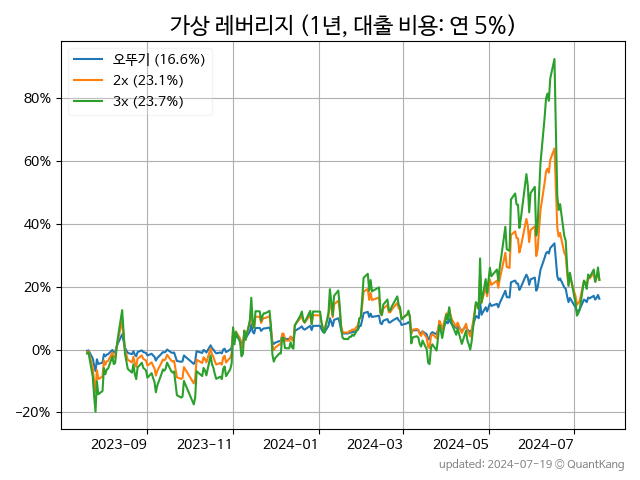 가상 레버리지 (1년, 대출 비용: 연 5%)
오뚜기 (16.6%)
2x (23.1%)
3x (23.7%)
80%
60%
40%
20%
0%
−20%
2023-09
2023-11
2024-01
2024-03
2024-05
2024-07
updated: 2024-07-19 © QuantKang